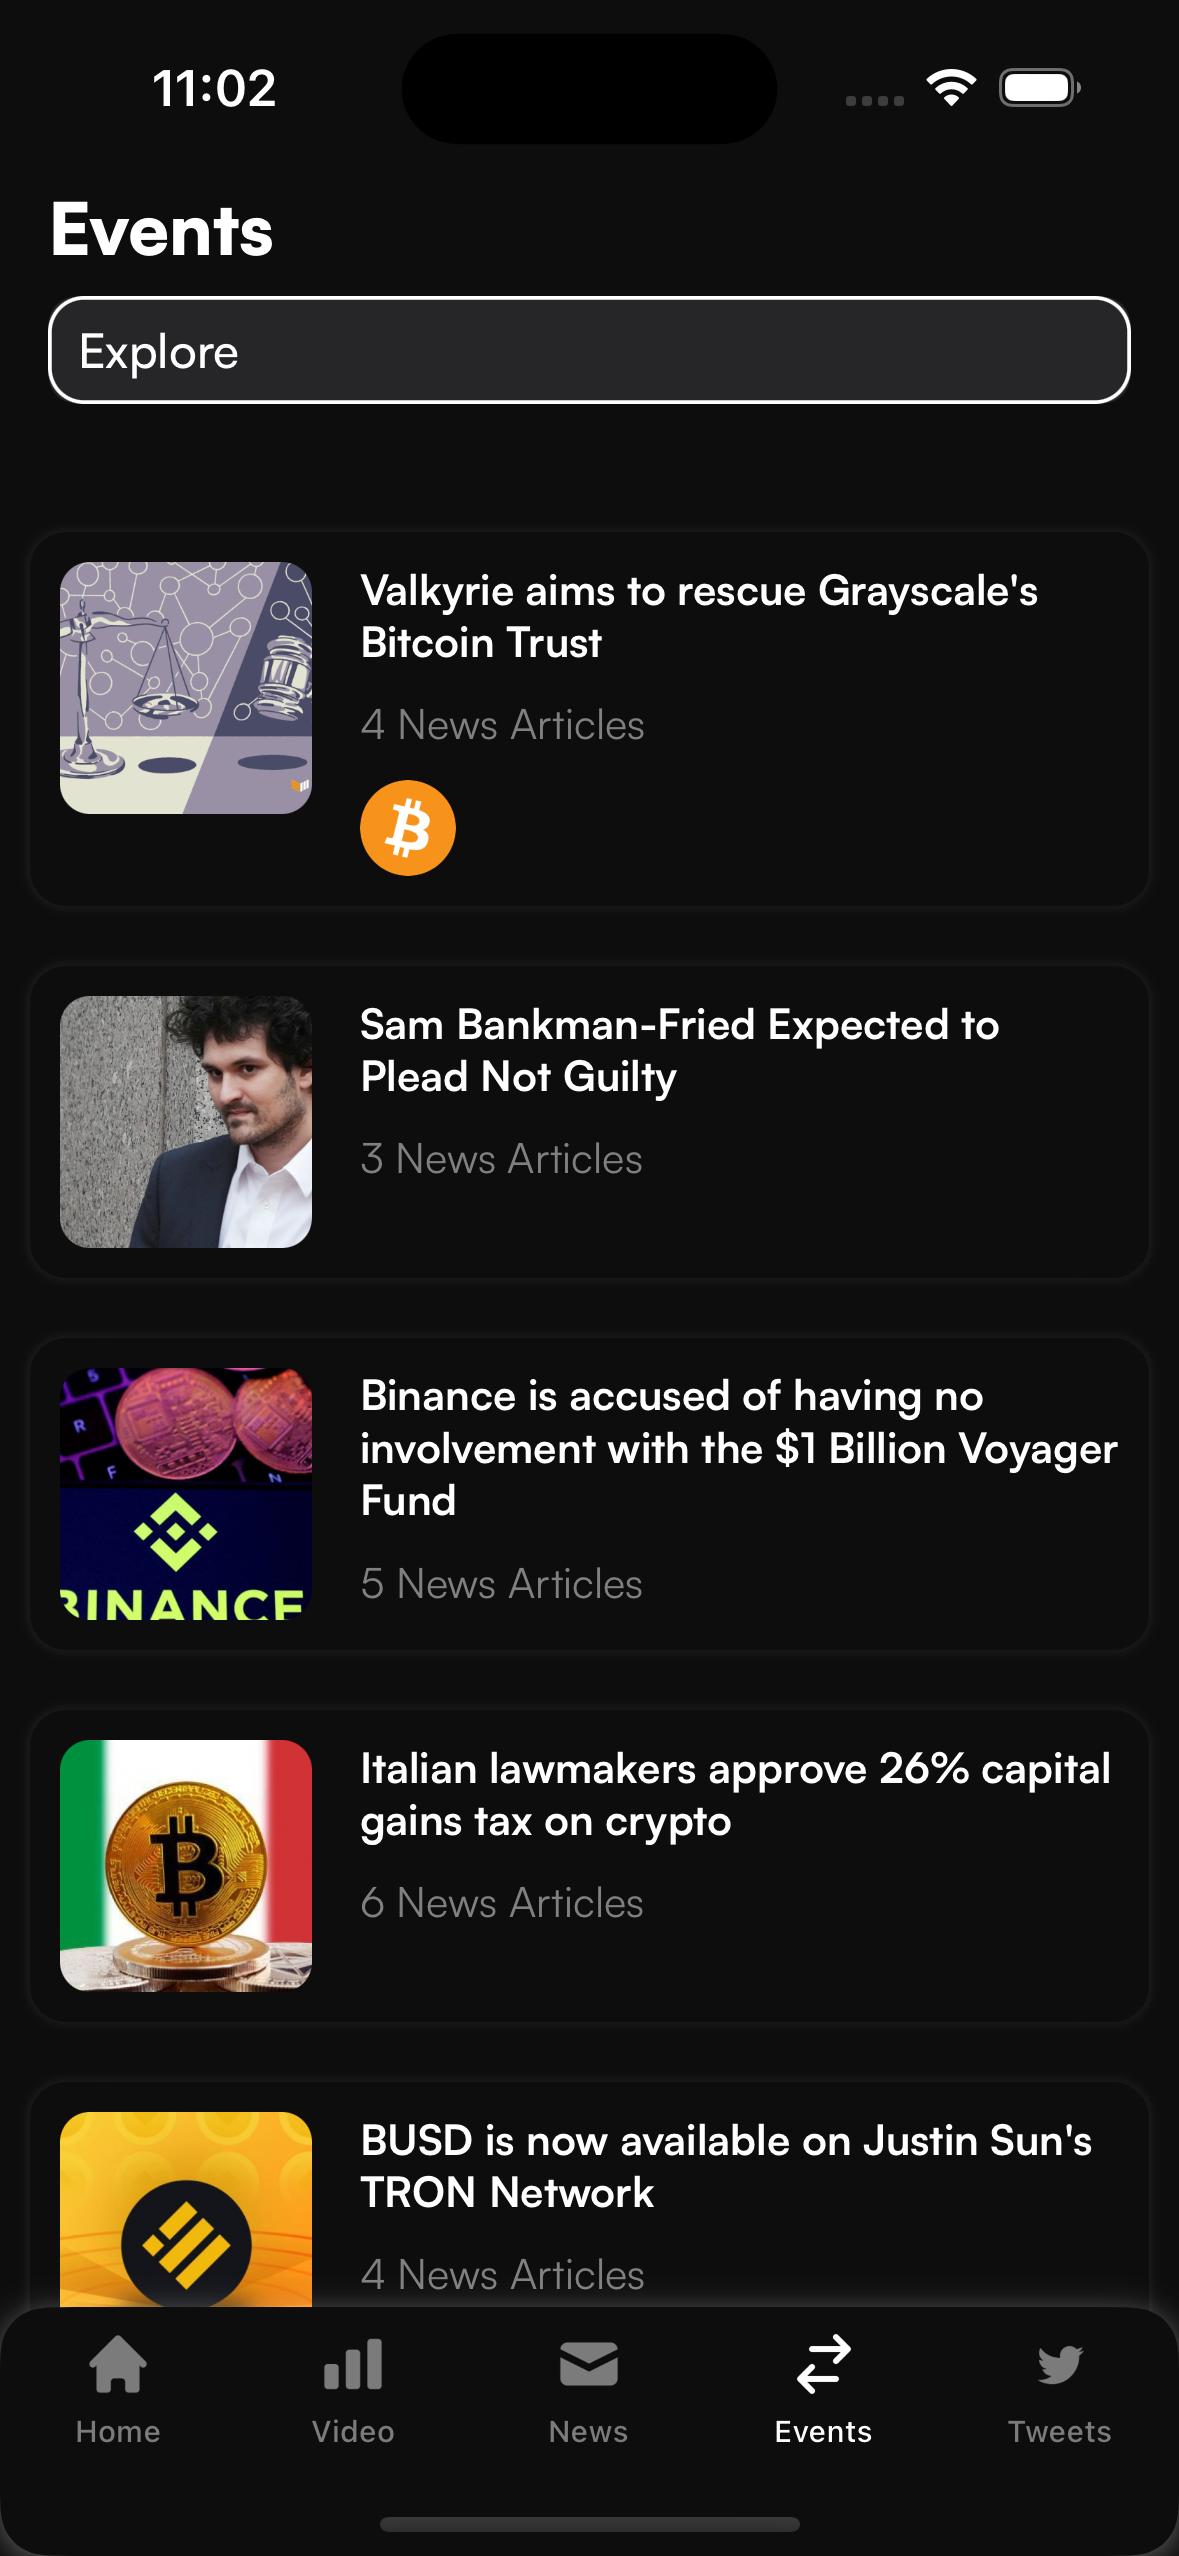 11:02
Events
Explore
Valkyrie aims to rescue Grayscale's
Bitcoin Trust
4 News Articles
Sam Bankman-Fried Expected to
Plead Not Guilty
3 News Articles
5
R
F
N
BINANCE
Binance is accused of having no
involvement with the $1 Billion Voyager
Fund
5 News Articles
Italian lawmakers approve 26% capital
gains tax on crypto
6 News Articles
BUSD is now available on Justin Sun's
TRON Network
4 News Articles
Home
Video
News
Events
Tweets